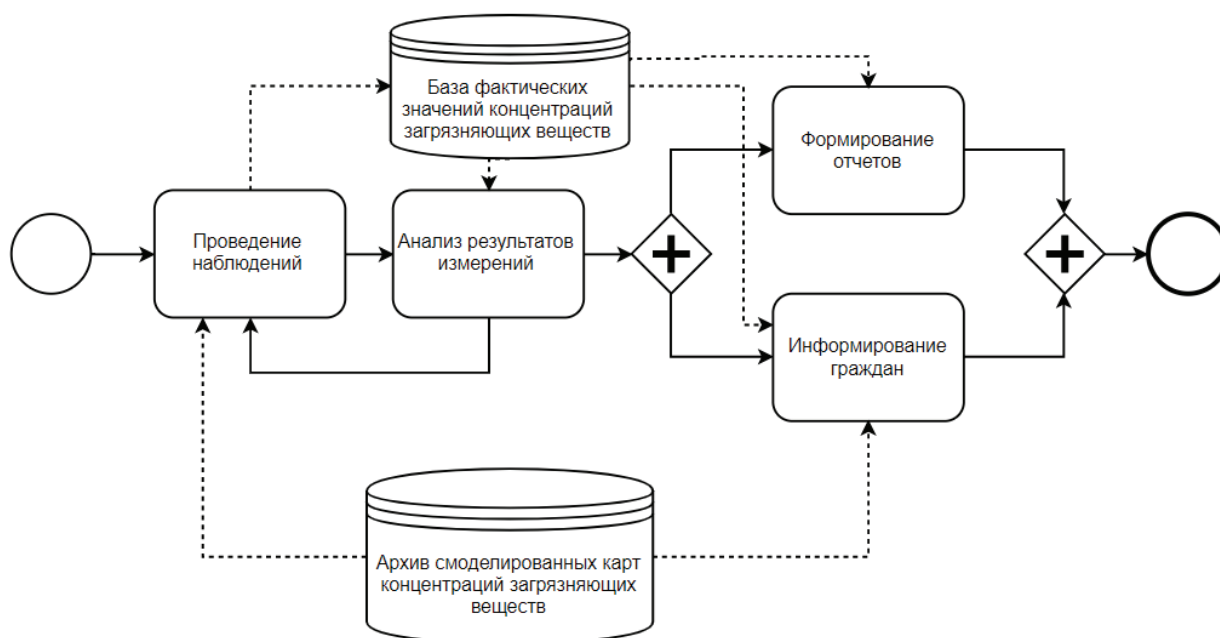 База фактических
значений концентраций
загрязняющих веществ
Формирование
отчетов
Проведение
наблюдений
Анализ результатов
измерений
Информирование
граждан
Архив смоделированных карт
концентраций загрязняющих
веществ